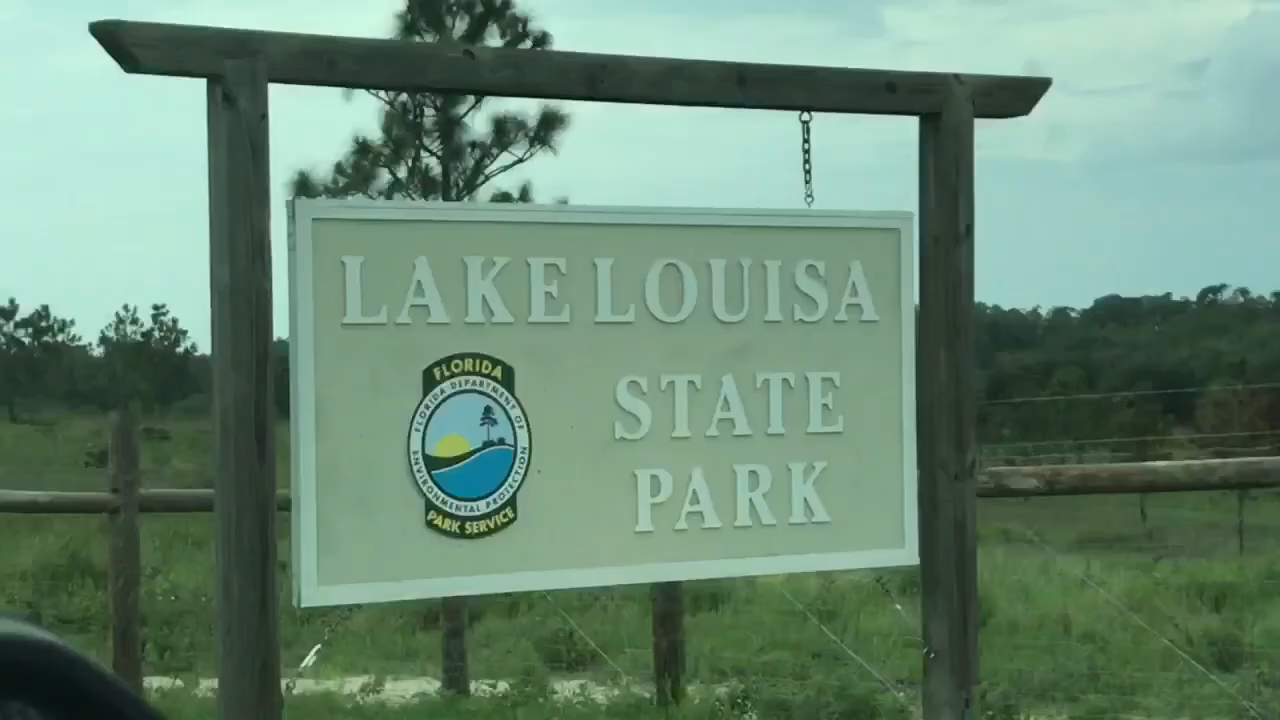 LAKE LOUISA
STATE
PARK
FLORIDA
FLORIDA DEPARTMENT OF
ENVIRONMENTAL PROTECTION
PARK SERVICE